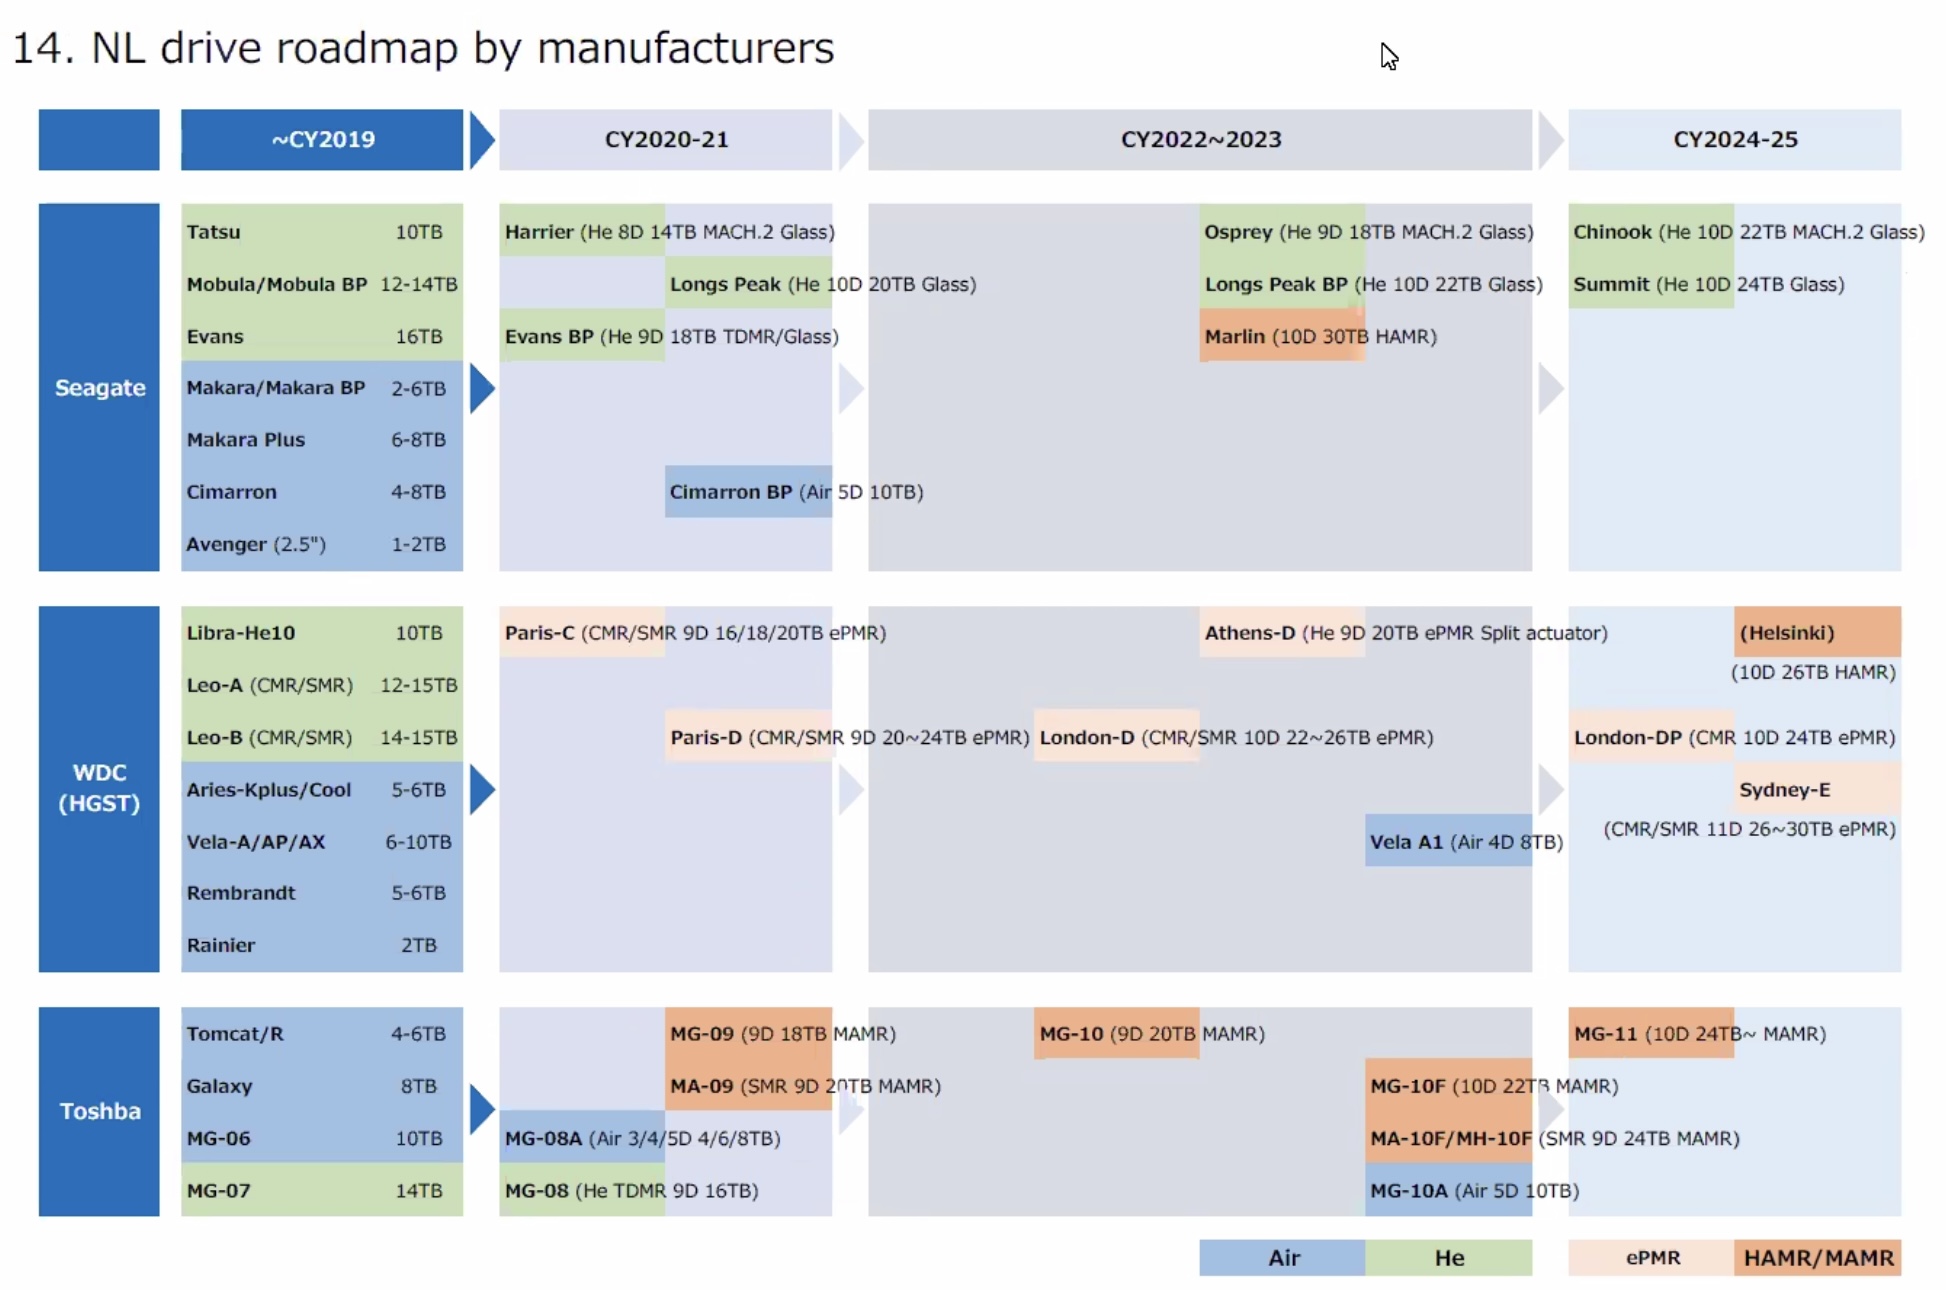 14. NL drive roadmap by manufacturers
~CY2019 CY2020-21 CY2022~2023 CY2024-25
Seagate
Tatsu 10TB
Mobula/Mobula BP 12-14TB
Evans 16TB
Makara/Makara BP 2-6TB
Makara Plus 6-8TB
Cimarron 4-8TB
Avenger (2.5") 1-2TB
Harrier (He 8D 14TB MACH.2 Glass)
Longs Peak (He 10D 20TB Glass)
Evans BP (He 9D 18TB TDMR/Glass)
Cimarron BP (Air 5D 10TB)
Osprey (He 9D 18TB MACH.2 Glass)
Longs Peak BP (He 10D 22TB Glass)
Marlin (10D 30TB HAMR)
Chinook (He 10D 22TB MACH.2 Glass)
Summit (He 10D 24TB Glass)
WDC
(HGST)
Libra-He10 10TB
Leo-A (CMR/SMR) 12-15TB
Leo-B (CMR/SMR) 14-15TB
Aries-Kplus/Cool 5-6TB
Vela-A/AP/AX 6-10TB
Rembrandt 5-6TB
Rainier 2TB
Paris-C (CMR/SMR 9D 16/18/20TB ePMR)
Paris-D (CMR/SMR 9D 20~24TB ePMR)
Athens-D (He 9D 20TB ePMR Split actuator)
London-D (CMR/SMR 10D 22~26TB ePMR)
Vela A1 (Air 4D 8TB)
(Helsinki)
(10D 26TB HAMR)
London-DP (CMR 10D 24TB ePMR)
Sydney-E
(CMR/SMR 11D 26~30TB ePMR)
Toshba
Tomcat/R 4-6TB
Galaxy 8TB
MG-06 10TB
MG-07 14TB
MG-09 (9D 18TB MAMR)
MA-09 (SMR 9D 20TB MAMR)
MG-08A (Air 3/4/5D 4/6/8TB)
MG-08 (He TDMR 9D 16TB)
MG-10 (9D 20TB MAMR)
MG-10F (10D 22TB MAMR)
MA-10F/MH-10F (SMR 9D 24TB MAMR)
MG-10A (Air 5D 10TB)
MG-11 (10D 24TB~ MAMR)
Air He ePMR HAMR/MAMR